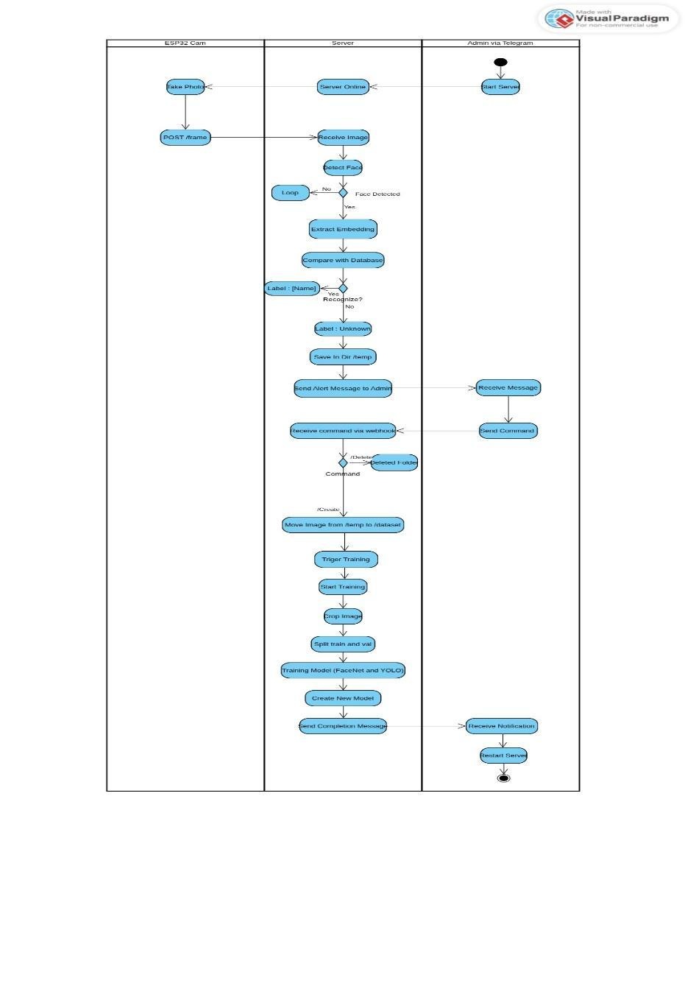 Made with
VisualParadigm
For non-commercial use
ESP32 Cam
Server
Admin via Telegram
Take Photo
Server Online
Start Server
POST /frame
Receive Image
Detect Face
No
Loop
Face Detected
Yes
Extract Embedding
Compare with Database
Label : [Name]
Yes
Recognize?
No
Label : Unknown
Save In Dir /temp
Send Alert Message to Admin
Receive Message
Receive command via webhook
Send Command
/Delete
Deleted Folder
Command
/Create
Move Image from /temp to /dataset
Triger Training
Start Training
Crop Image
Split train and val
Training Model (FaceNet and YOLO)
Create New Model
Send Completion Message
Receive Notification
Restart Server